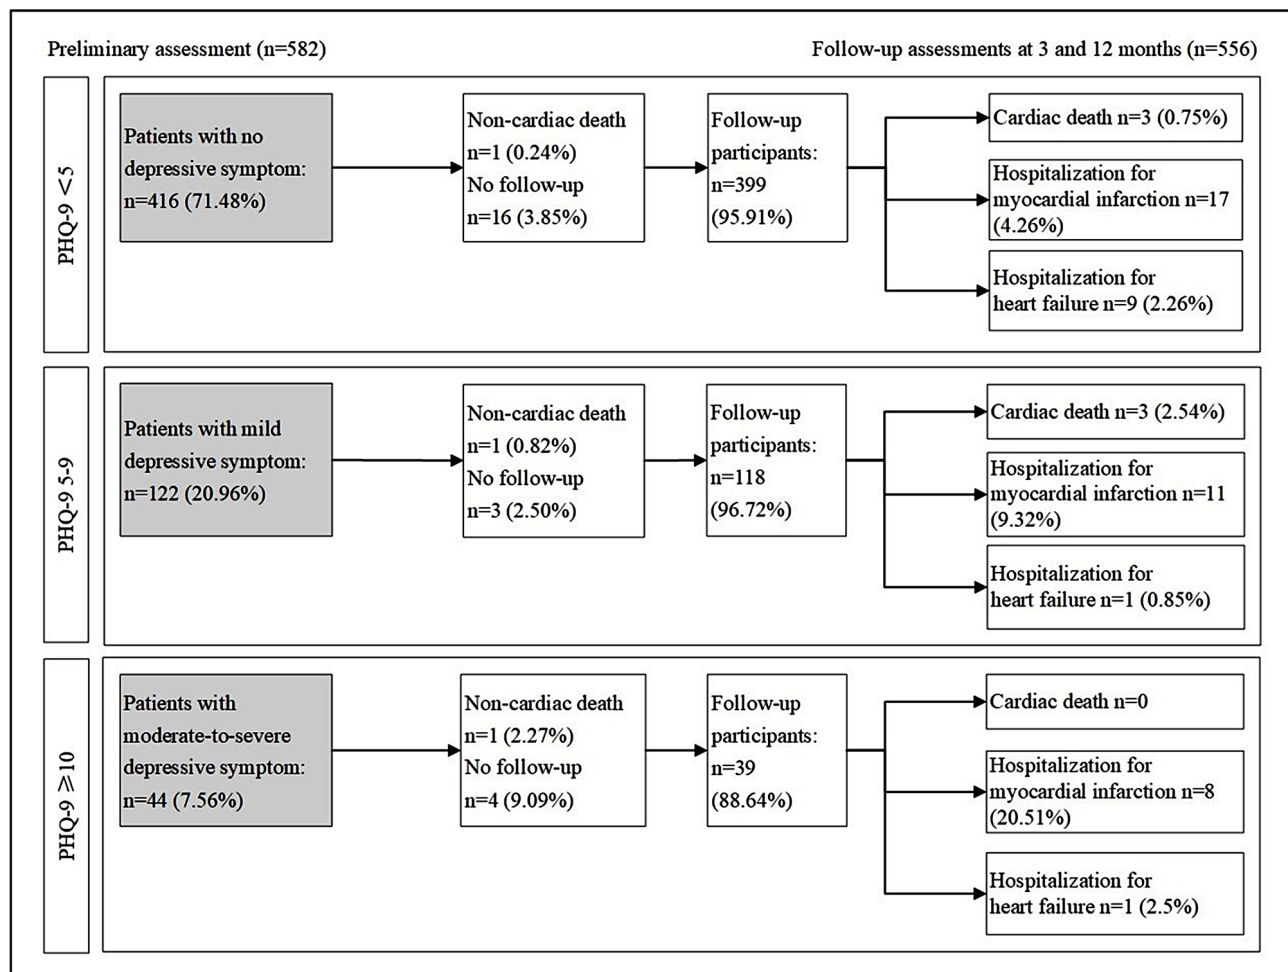 Preliminary assessment (n=582)
Follow-up assessments at 3 and 12 months (n=556)
PHQ-9 <5
Patients with no
depressive symptom:
n=416 (71.48%)
Non-cardiac death
n=1 (0.24%)
No follow-up
n=16 (3.85%)
Follow-up
participants:
n=399
(95.91%)
Cardiac death n=3 (0.75%)
Hospitalization for
myocardial infarction n=17
(4.26%)
Hospitalization for
heart failure n=9 (2.26%)
PHQ-9 5-9
Patients with mild
depressive symptom:
n=122 (20.96%)
Non-cardiac death
n=1 (0.82%)
No follow-up
n=3 (2.50%)
Follow-up
participants:
n=118
(96.72%)
Cardiac death n=3 (2.54%)
Hospitalization for
myocardial infarction n=11
(9.32%)
Hospitalization for
heart failure n=1 (0.85%)
PHQ-9 ⩾10
Patients with
moderate-to-severe
depressive symptom:
n=44 (7.56%)
Non-cardiac death
n=1 (2.27%)
No follow-up
n=4 (9.09%)
Follow-up
participants:
n=39
(88.64%)
Cardiac death n=0
Hospitalization for
myocardial infarction n=8
(20.51%)
Hospitalization for
heart failure n=1 (2.5%)